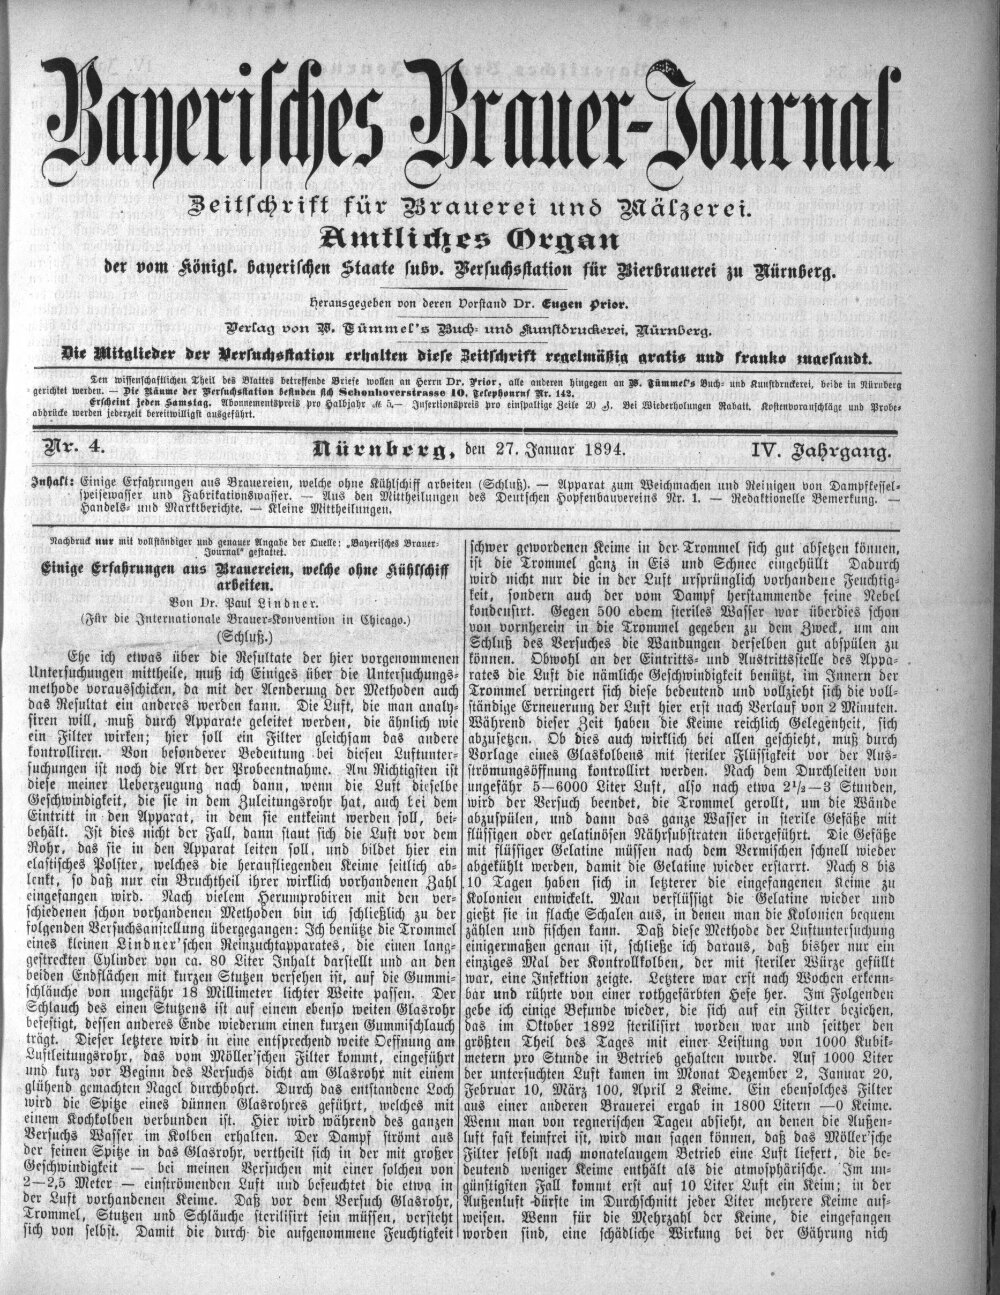 Bayerisches Brauer-Journal
Zeitschrift für Brauerei und Mälzerei.
Amtliches Organ
der vom Königl. bayerischen Staate subv. Versuchsstation für Bierbrauerei zu Nürnberg.
Herausgegeben von deren Vorstand Dr. Eugen Prior.
Verlag von W. Tümmel's Buch- und Kunstdruckerei, Nürnberg.
Die Mitglieder der Versuchsstation erhalten diese Zeitschrift regelmäßig gratis und franko zugesandt.
Den wissenschaftlichen Theil des Blattes betreffende Briefe wollen an Herrn Dr. Prior, alle anderen hingegen an W. Tümmel's Buch- und Kunstdruckerei, beide in Nürnberg
gerichtet werden. — Die Räume der Versuchsstation befinden sich Schonhoverstrasse 10. Telephonruf Nr. 142.
Erscheint jeden Samstag. Abonnementspreis pro Halbjahr ℳ 5.— Insertionspreis pro einspaltige Zeile 20 ₰. Bei Wiederholungen Rabatt. Kostenvoranschläge und Probe-
abdrücke werden jederzeit bereitwilligst ausgeführt.
Nr. 4. Nürnberg, den 27. Januar 1894. IV. Jahrgang.
Inhalt: Einige Erfahrungen aus Brauereien, welche ohne Kühlschiff arbeiten (Schluß). — Apparat zum Weichmachen und Reinigen von Dampfkessel-
speisewasser und Fabrikationswasser. — Aus den Mittheilungen des Deutschen Hopfenbauvereins Nr. 1. — Redaktionelle Bemerkung. —
Handels- und Marktberichte. — Kleine Mittheilungen.
Nachdruck nur mit vollständiger und genauer Angabe der Quelle: „Bayerisches Brauer-
Journal" gestattet.
Einige Erfahrungen aus Brauereien, welche ohne Kühlschiff
arbeiten.
Von Dr. Paul Lindner.
(Für die Internationale Brauer-Konvention in Chicago.)
(Schluß.)
Ehe ich etwas über die Resultate der hier vorgenommenen
Untersuchungen mittheile, muß ich Einiges über die Untersuchungs-
methode vorausschicken, da mit der Aenderung der Methoden auch
das Resultat ein anderes werden kann. Die Luft, die man analy-
siren will, muß durch Apparate geleitet werden, die ähnlich wie
ein Filter wirken; hier soll ein Filter gleichsam das andere
kontrolliren. Von besonderer Bedeutung bei diesen Luftunter-
suchungen ist noch die Art der Probeentnahme. Am Richtigsten ist
diese meiner Ueberzeugung nach dann, wenn die Luft dieselbe
Geschwindigkeit, die sie in dem Zuleitungsrohr hat, auch bei dem
Eintritt in den Apparat, in dem sie entkeimt werden soll, bei-
behält. Ist dies nicht der Fall, dann staut sich die Luft vor dem
Rohr, das sie in den Apparat leiten soll, und bildet hier ein
elastisches Polster, welches die heranfliegenden Keime seitlich ab-
lenkt, so daß nur ein Bruchtheil ihrer wirklich vorhandenen Zahl
eingefangen wird. Nach vielem Herumprobiren mit den ver-
schiedenen schon vorhandenen Methoden bin ich schließlich zu der
folgenden Versuchsanstellung übergegangen: Ich benütze die Trommel
eines kleinen Lindner'schen Reinzuchtapparates, die einen lang-
gestreckten Cylinder von ca. 80 Liter Inhalt darstellt und an den
beiden Endflächen mit kurzen Stutzen versehen ist, auf die Gummi-
schläuche von ungefähr 18 Millimeter lichter Weite passen. Der
Schlauch des einen Stutzens ist auf einem ebenso weiten Glasrohr
befestigt, dessen anderes Ende wiederum einen kurzen Gummischlauch
trägt. Dieser letztere wird in eine entsprechend weite Oeffnung am
Luftleitungsrohr, das vom Möller'schen Filter kommt, eingeführt
und kurz vor Beginn des Versuchs dicht am Glasrohr mit einem
glühend gemachten Nagel durchbohrt. Durch das entstandene Loch
wird die Spitze eines dünnen Glasrohres geführt, welches mit
einem Kochkolben verbunden ist. Hier wird während des ganzen
Versuchs Wasser im Kolben erhalten. Der Dampf strömt aus
der feinen Spitze in das Glasrohr, vertheilt sich in der mit großer
Geschwindigkeit — bei meinen Versuchen mit einer solchen von
2—2,5 Meter — einströmenden Luft und befeuchtet die etwa in
der Luft vorhandenen Keime. Daß vor dem Versuch Glasrohr,
Trommel, Stutzen und Schläuche sterilisirt sein müssen, versteht
sich von selbst. Damit die durch die aufgenommene Feuchtigkeit
schwer gewordenen Keime in der Trommel sich gut absetzen können,
ist die Trommel ganz in Eis und Schnee eingehüllt Dadurch
wird nicht nur die in der Luft ursprünglich vorhandene Feuchtig-
keit, sondern auch der vom Dampf herstammende feine Nebel
kondensirt. Gegen 500 cbcm steriles Wasser war überdies schon
von vornherein in die Trommel gegeben zu dem Zweck, um am
Schluß des Versuches die Wandungen derselben gut abspülen zu
können. Obwohl an der Eintritts- und Austrittsstelle des Appa-
rates die Luft die nämliche Geschwindigkeit benützt, im Innern der
Trommel verringert sich diese bedeutend und vollzieht sich die voll-
ständige Erneuerung der Luft hier erst nach Verlauf von 2 Minuten.
Während dieser Zeit haben die Keime reichlich Gelegenheit, sich
abzusetzen. Ob dies auch wirklich bei allen geschieht, muß durch
Vorlage eines Glaskolbens mit steriler Flüssigkeit vor der Aus-
strömungsöffnung kontrollirt werden. Nach dem Durchleiten von
ungefähr 5—6000 Liter Luft, also nach etwa 2½—3 Stunden,
wird der Versuch beendet, die Trommel gerollt, um die Wände
abzuspülen, und dann das ganze Wasser in sterile Gefäße mit
flüssigen oder gelatinösen Nährsubstraten übergeführt. Die Gefäße
mit flüssiger Gelatine müssen nach dem Vermischen schnell wieder
abgekühlt werden, damit die Gelatine wieder erstarrt. Nach 8 bis
10 Tagen haben sich in letzterer die eingefangenen Keime zu
Kolonien entwickelt. Man verflüssigt die Gelatine wieder und
gießt sie in flache Schalen aus, in denen man die Kolonien bequem
zählen und fischen kann. Daß diese Methode der Luftuntersuchung
einigermaßen genau ist, schließe ich daraus, daß bisher nur ein
einziges Mal der Kontrollkolben, der mit steriler Würze gefüllt
war, eine Infektion zeigte. Letztere war erst nach Wochen erkenn-
bar und rührte von einer rothgefärbten Hefe her. Im Folgenden
gebe ich einige Befunde wieder, die sich auf ein Filter beziehen,
das im Oktober 1892 sterilisirt worden war und seither den
größten Theil des Tages mit einer Leistung von 1000 Kubik-
metern pro Stunde in Betrieb gehalten wurde. Auf 1000 Liter
der untersuchten Luft kamen im Monat Dezember 2, Januar 20,
Februar 10, März 100, April 2 Keime. Ein ebensolches Filter
aus einer anderen Brauerei ergab in 1800 Litern —0 Keime.
Wenn man von regnerischen Tagen absieht, an denen die Außen-
luft fast keimfrei ist, wird man sagen können, daß das Möller'sche
Filter selbst nach monatelangem Betrieb eine Luft liefert, die be-
deutend weniger Keime enthält als die atmosphärische. Im un-
günstigsten Fall kommt erst auf 10 Liter Luft ein Keim; in der
Außenluft dürfte im Durchschnitt jeder Liter mehrere Keime auf-
weisen. Wenn für die Mehrzahl der Keime, die eingefangen
worden sind, eine schädliche Wirkung bei der Gährung nich